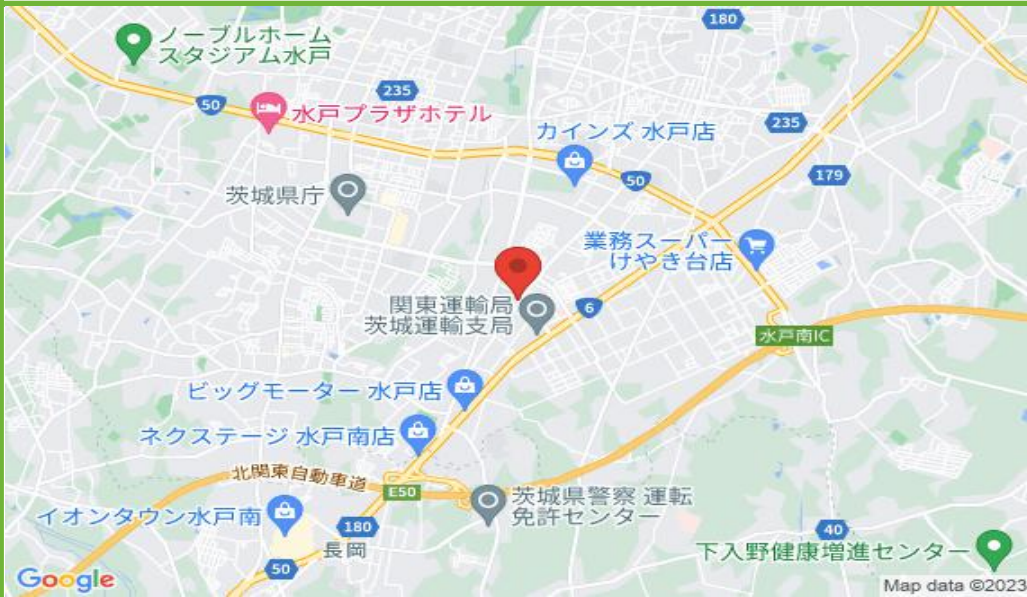 180
ノーブルホーム
スタジアム水戸
235
50
水戸プラザホテル
カインズ 水戸店
235
50
179
茨城県庁
業務スーパー
けやき台店
関東運輸局
茨城運輸支局
6
水戸南IC
ビッグモーター 水戸店
ネクステージ 水戸南店
北関東自動車道
E50
茨城県警察 運転
免許センター
イオンタウン水戸南
180
長岡
40
下入野健康増進センター
50
Google
Map data ©2023